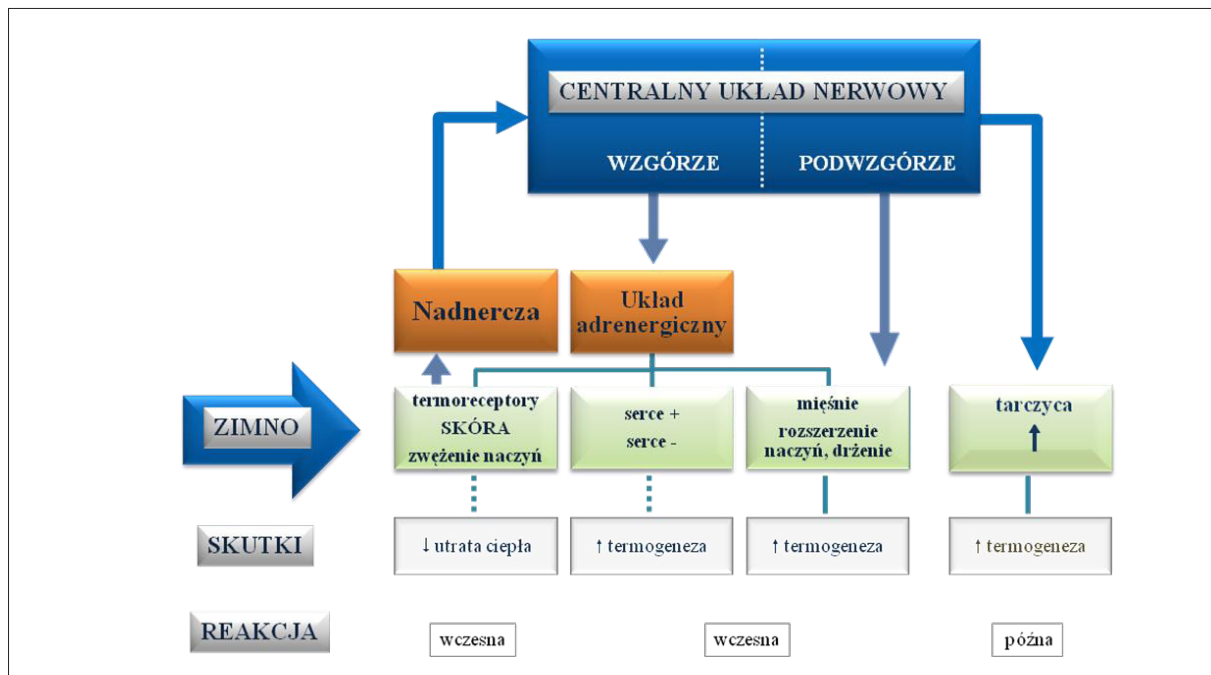 CENTRALNY UKŁAD NERWOWY
WZGÓRZE
PODWZGÓRZE
Nadnercza
Układ
adrenergiczny
ZIMNO
termoreceptory
SKÓRA
zwężenie naczyń
serce +
serce -
mięśnie
rozszerzenie
naczyń, drżenie
tarczyca
↑
SKUTKI
↓ utrata ciepła
↑ termogeneza
↑ termogeneza
↑ termogeneza
REAKCJA
wczesna
wczesna
późna